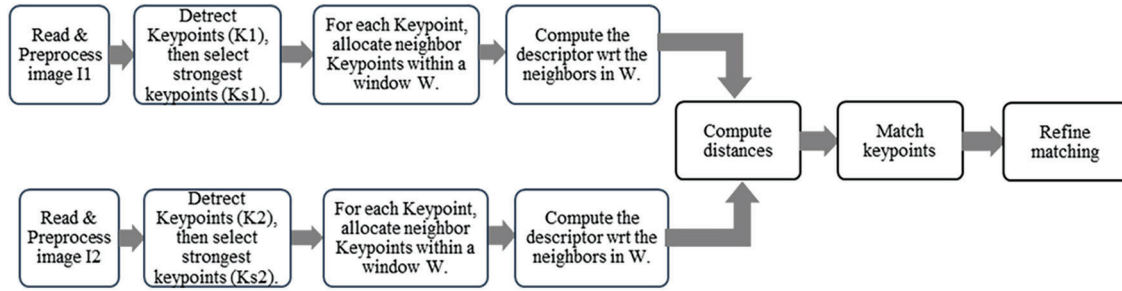 Read &
Preprocess
image I1
Detrect
Keypoints (K1),
then select
strongest
keypoints (Ks1).
For each Keypoint,
allocate neighbor
Keypoints within a
window W.
Compute the
descriptor wrt the
neighbors in W.
Compute
distances
Match
keypoints
Refine
matching
Read &
Preprocess
image I2
Detrect
Keypoints (K2),
then select
strongest
keypoints (Ks2).
For each Keypoint,
allocate neighbor
Keypoints within a
window W.
Compute the
descriptor wrt the
neighbors in W.